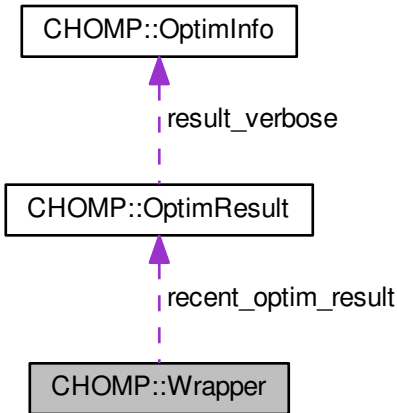 CHOMP::OptimInfo
result_verbose
CHOMP::OptimResult
recent_optim_result
CHOMP::Wrapper